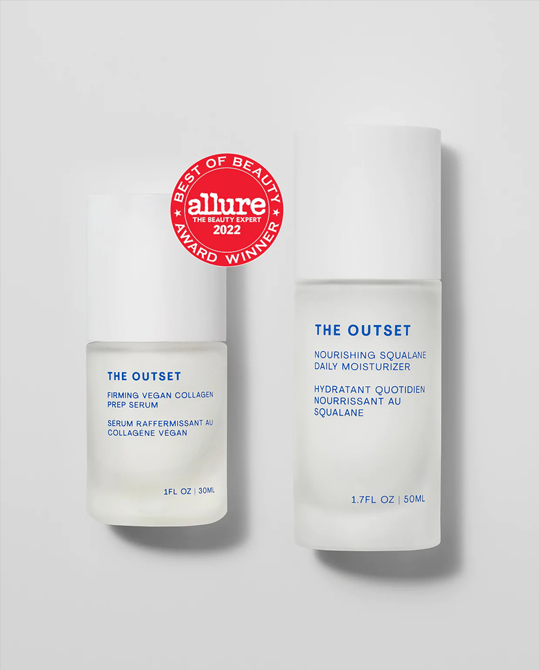 BEST OF BEAUTY
allure
THE BEAUTY EXPERT
2022
AWARD WINNER
THE OUTSET
FIRMING VEGAN COLLAGEN
PREP SERUM
SERUM RAFFERMISSANT AU
COLLAGÈNE VEGAN
1FL OZ | 30ML
THE OUTSET
NOURISHING SQUALANE
DAILY MOISTURIZER
HYDRATANT QUOTIDIEN
NOURRISSANT AU
SQUALANE
1.7FL OZ | 50ML